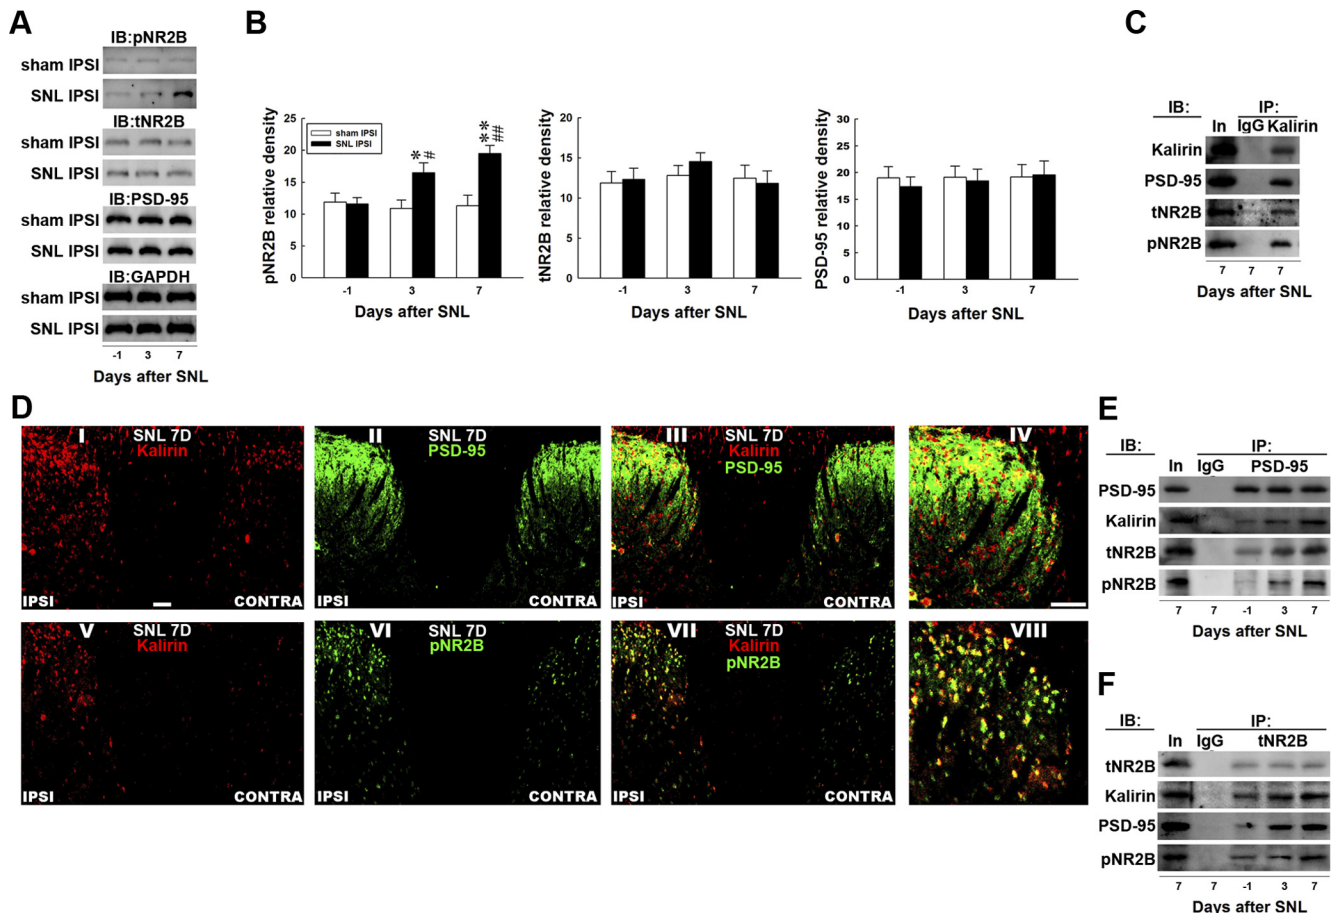 A
IB:pNR2B
sham IPSI
SNL IPSI
IB:tNR2B
sham IPSI
SNL IPSI
IB:PSD-95
sham IPSI
SNL IPSI
IB:GAPDH
sham IPSI
SNL IPSI
-1 3 7
Days after SNL
B
pNR2B relative density
25
20
15
10
5
0
sham IPSI
SNL IPSI
*
#
**
##
-1 3 7
Days after SNL
tNR2B relative density
20
15
10
5
0
-1 3 7
Days after SNL
PSD-95 relative density
30
25
20
15
10
5
0
-1 3 7
Days after SNL
C
IB: IP:
In IgG Kalirin
Kalirin
PSD-95
tNR2B
pNR2B
7 7 7
Days after SNL
D
I SNL 7D
Kalirin
IPSI CONTRA
II SNL 7D
PSD-95
IPSI CONTRA
III SNL 7D
Kalirin
PSD-95
IPSI CONTRA
IV
V SNL 7D
Kalirin
IPSI CONTRA
VI SNL 7D
pNR2B
IPSI CONTRA
VII SNL 7D
Kalirin
pNR2B
IPSI CONTRA
VIII
E
IB: IP:
In IgG PSD-95
PSD-95
Kalirin
tNR2B
pNR2B
7 7 -1 3 7
Days after SNL
F
IB: IP:
In IgG tNR2B
tNR2B
Kalirin
PSD-95
pNR2B
7 7 -1 3 7
Days after SNL